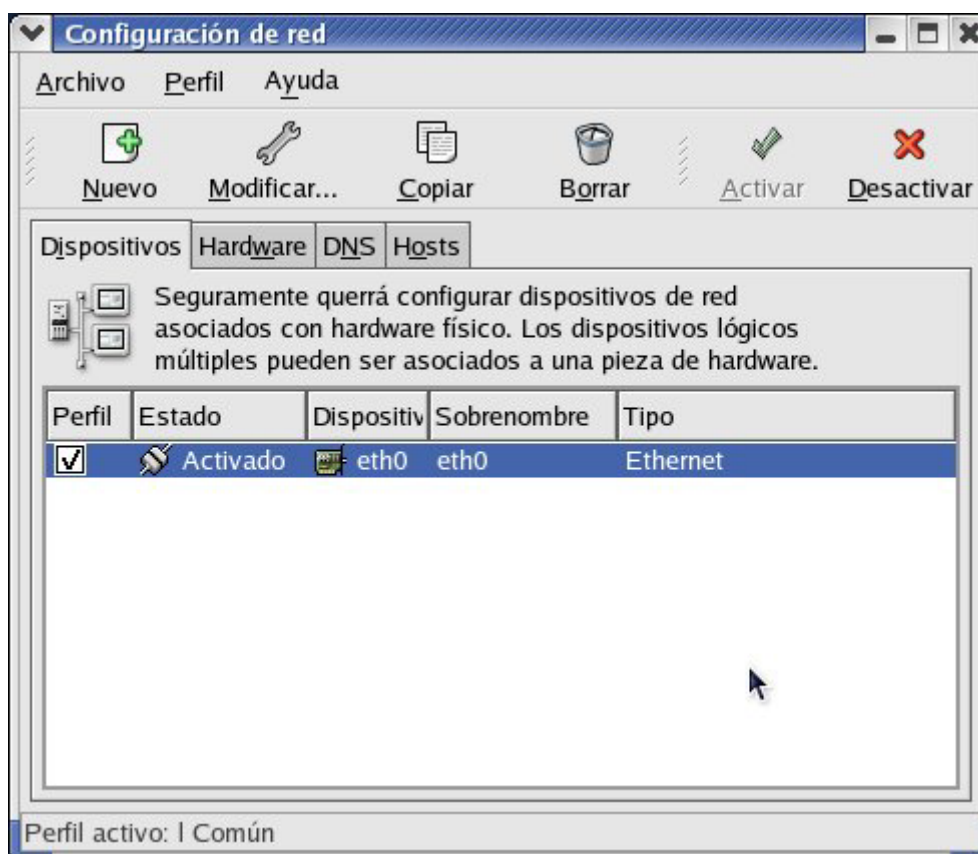 Configuración de red
Archivo Perfil Ayuda
Nuevo Modificar... Copiar Borrar Activar Desactivar
Dispositivos Hardware DNS Hosts
Seguramente querrá configurar dispositivos de red
asociados con hardware físico. Los dispositivos lógicos
múltiples pueden ser asociados a una pieza de hardware.
Perfil Estado Dispositiv Sobrenombre Tipo
Activado eth0 eth0 Ethernet
Perfil activo: l Común